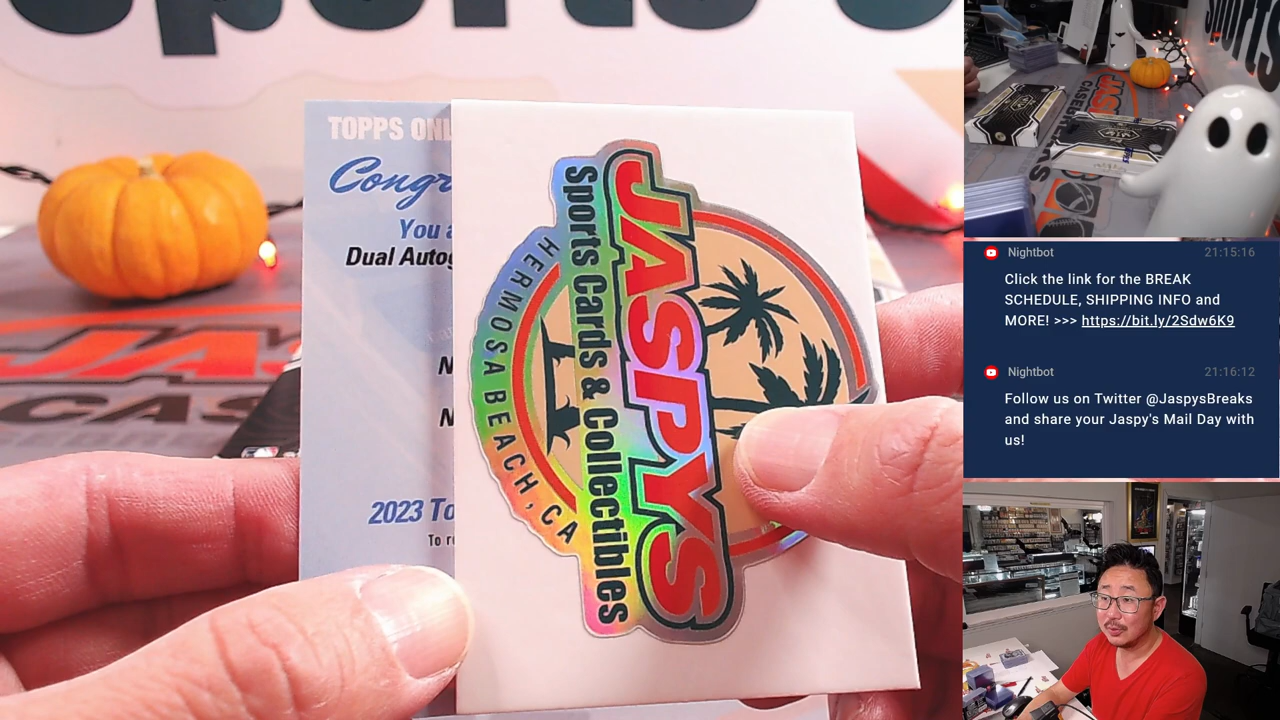 TOPPS ONL
Congr
You a
Dual Autog
N
N
2023 To
To r
JASPYS
Sports Cards & Collectibles
HERMOSA BEACH, CA
Nightbot 21:15:16
Click the link for the BREAK
SCHEDULE, SHIPPING INFO and
MORE! >>> https://bit.ly/2Sdw6K9
Nightbot 21:16:12
Follow us on Twitter @JaspysBreaks
and share your Jaspy's Mail Day with
us!